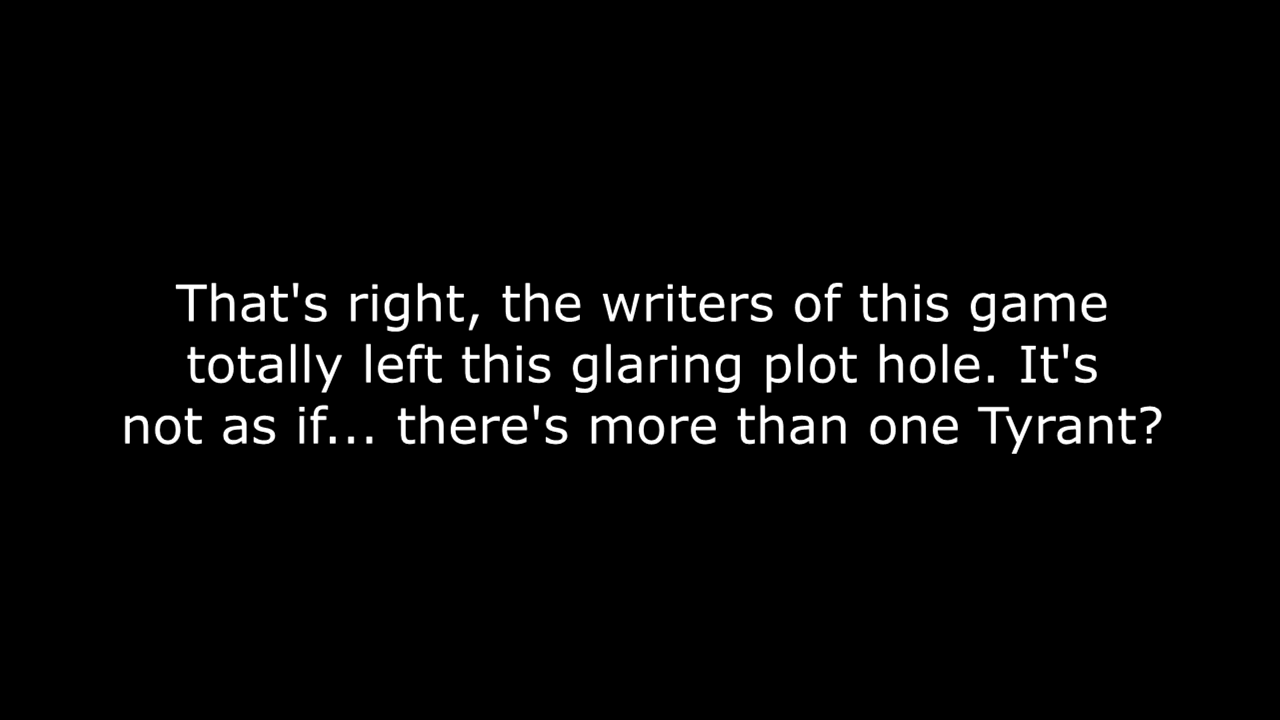 That's right, the writers of this game
totally left this glaring plot hole. It's
not as if... there's more than one Tyrant?